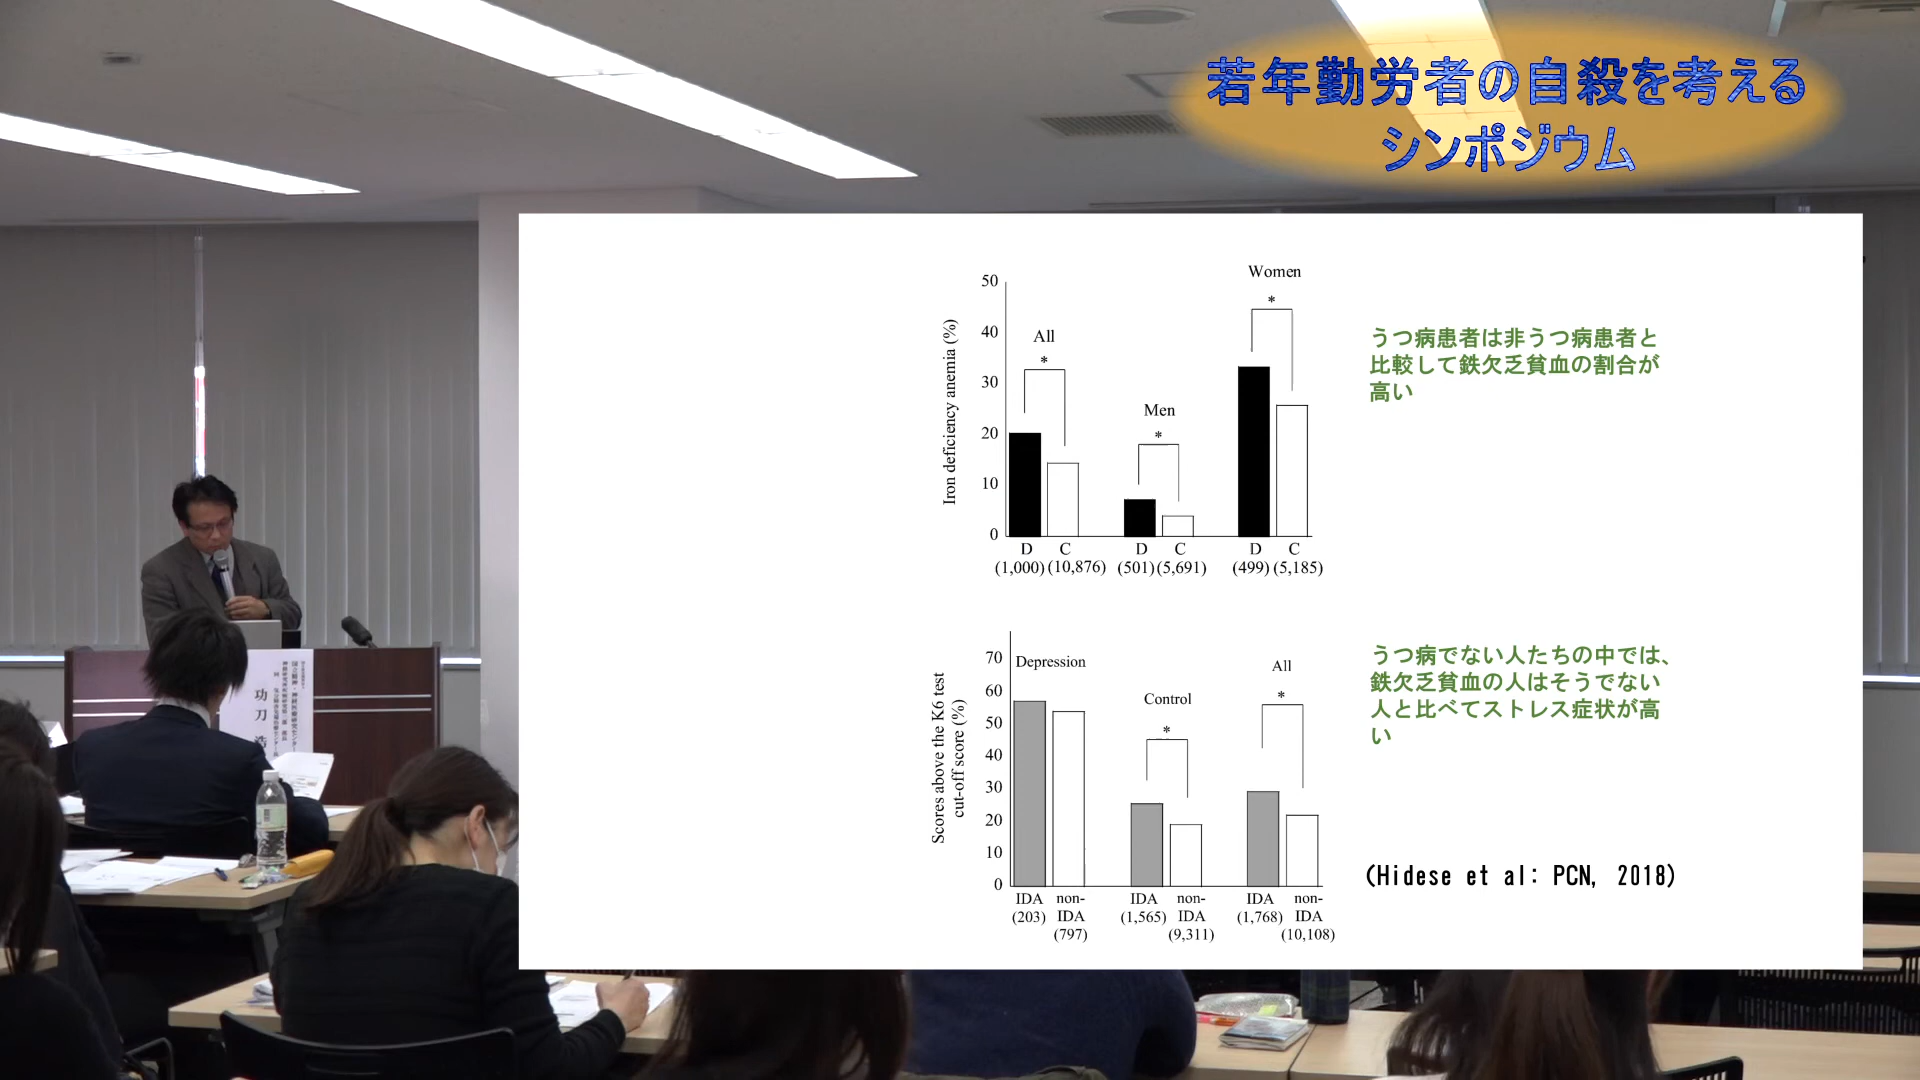 若年勤労者の自殺を考える
シンポジウム
Women
*
50
40
30
20
10
0
Iron deficiency anemia (%)
All
*
Men
*
D C D C D C
(1,000) (10,876) (501) (5,691) (499) (5,185)
うつ病患者は非うつ病患者と
比較して鉄欠乏貧血の割合が
高い
70
60
50
40
30
20
10
0
Scores above the K6 test
cut-off score (%)
Depression
Control
*
All
*
IDA non- IDA non- IDA non-
(203) IDA (1,565) IDA (1,768) IDA
(797) (9,311) (10,108)
うつ病でない人たちの中では、
鉄欠乏貧血の人はそうでない
人と比べてストレス症状が高
い
(Hidese et al: PCN, 2018)
功刀 浩